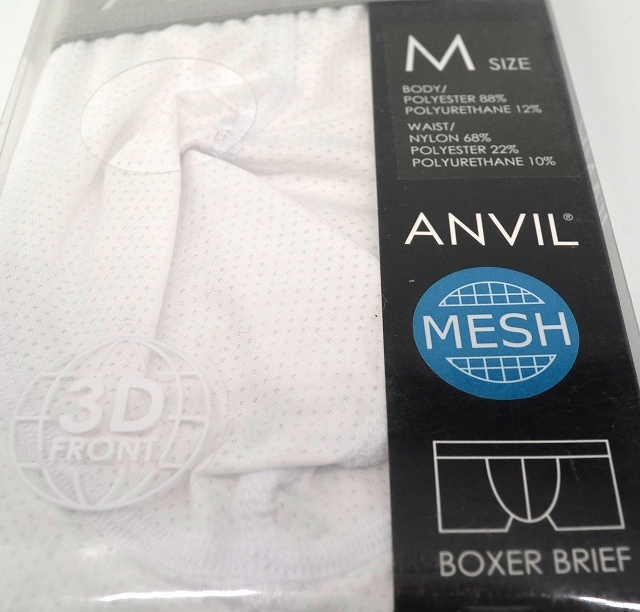 M SIZE
BODY/
POLYESTER 88%
POLYURETHANE 12%
WAIST/
NYLON 68%
POLYESTER 22%
POLYURETHANE 10%
ANVIL®
MESH
3D
FRONT
BOXER BRIEF